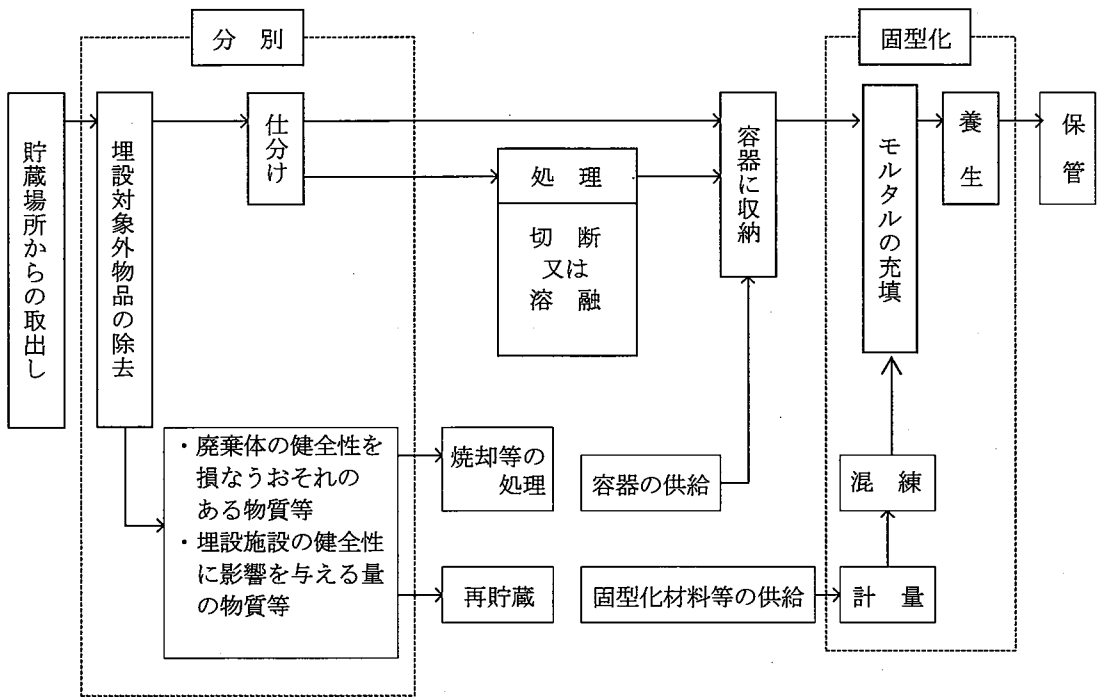 分　別
固型化
貯蔵場所からの取出し
埋設対象外物品の除去
仕分け
処　理
切　断
又は
溶　融
容器に収納
モルタルの充填
養生
保管
・廃棄体の健全性を
損なうおそれの
ある物質等
・埋設施設の健全性
に影響を与える量
の物質等
焼却等の
処理
再貯蔵
容器の供給
固型化材料等の供給
混　練
計　量